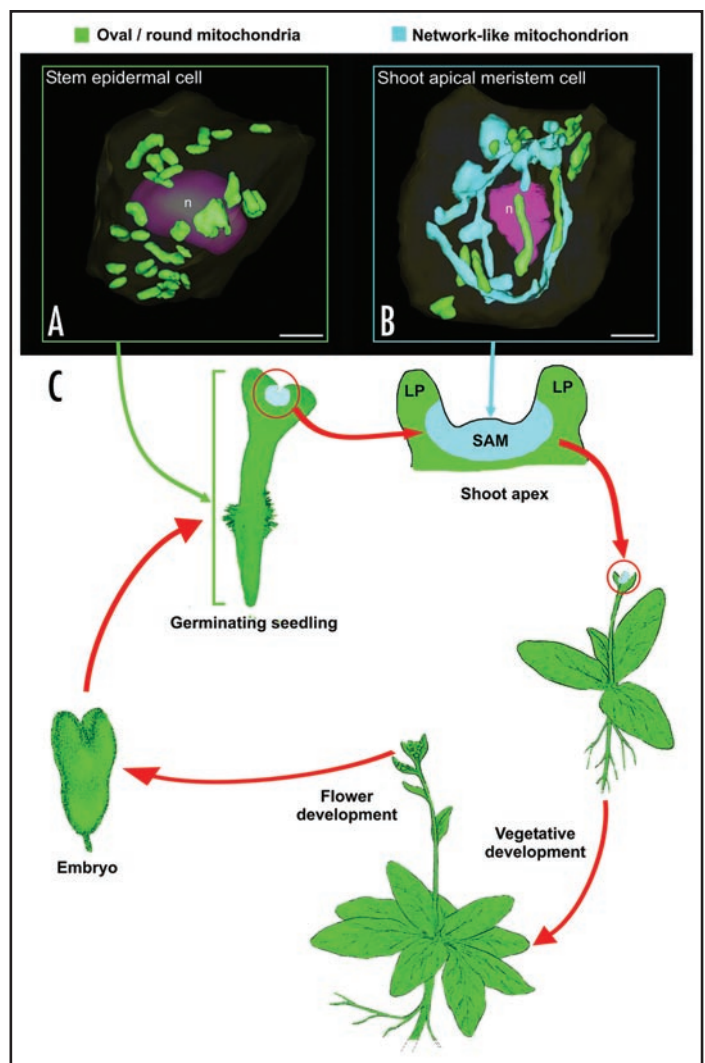 Oval / round mitochondria
Network-like mitochondrion
Stem epidermal cell
n
A
Shoot apical meristem cell
n
B
C
LP
LP
SAM
Shoot apex
Germinating seedling
Flower
development
Vegetative
development
Embryo